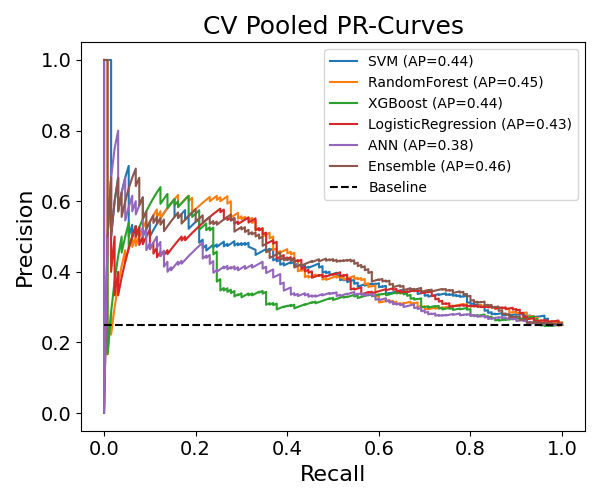 CV Pooled PR-Curves
SVM (AP=0.44)
RandomForest (AP=0.45)
XGBoost (AP=0.44)
LogisticRegression (AP=0.43)
ANN (AP=0.38)
Ensemble (AP=0.46)
Baseline
Precision
1.0
0.8
0.6
0.4
0.2
0.0
0.0 0.2 0.4 0.6 0.8 1.0
Recall